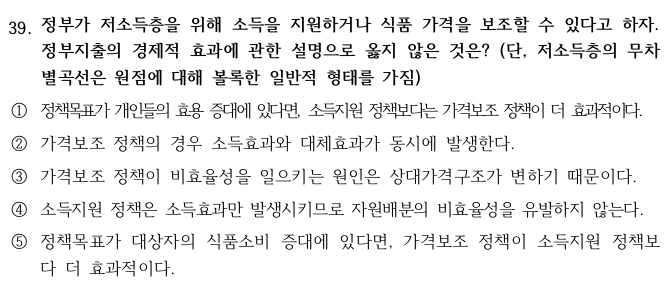 39. 정부가 저소득층을 위해 소득을 지원하거나 식품 가격을 보조할 수 있다고 하자.
정부지출의 경제적 효과에 관한 설명으로 옳지 않은 것은? (단, 저소득층의 무차
별곡선은 원점에 대해 볼록한 일반적 형태를 가짐)
① 정책목표가 개인들의 효용 증대에 있다면, 소득지원 정책보다는 가격보조 정책이 더 효과적이다.
② 가격보조 정책의 경우 소득효과와 대체효과가 동시에 발생한다.
③ 가격보조 정책이 비효율성을 일으키는 원인은 상대가격구조가 변하기 때문이다.
④ 소득지원 정책은 소득효과만 발생시키므로 자원배분의 비효율성을 유발하지 않는다.
⑤ 정책목표가 대상자의 식품소비 증대에 있다면, 가격보조 정책이 소득지원 정책보
다 더 효과적이다.